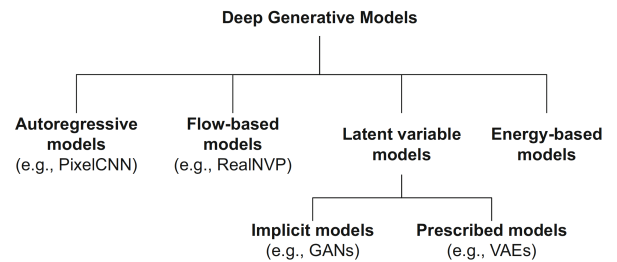 Deep Generative Models
Autoregressive
models
(e.g., PixelCNN)
Flow-based
models
(e.g., RealNVP)
Latent variable
models
Energy-based
models
Implicit models
(e.g., GANs)
Prescribed models
(e.g., VAEs)